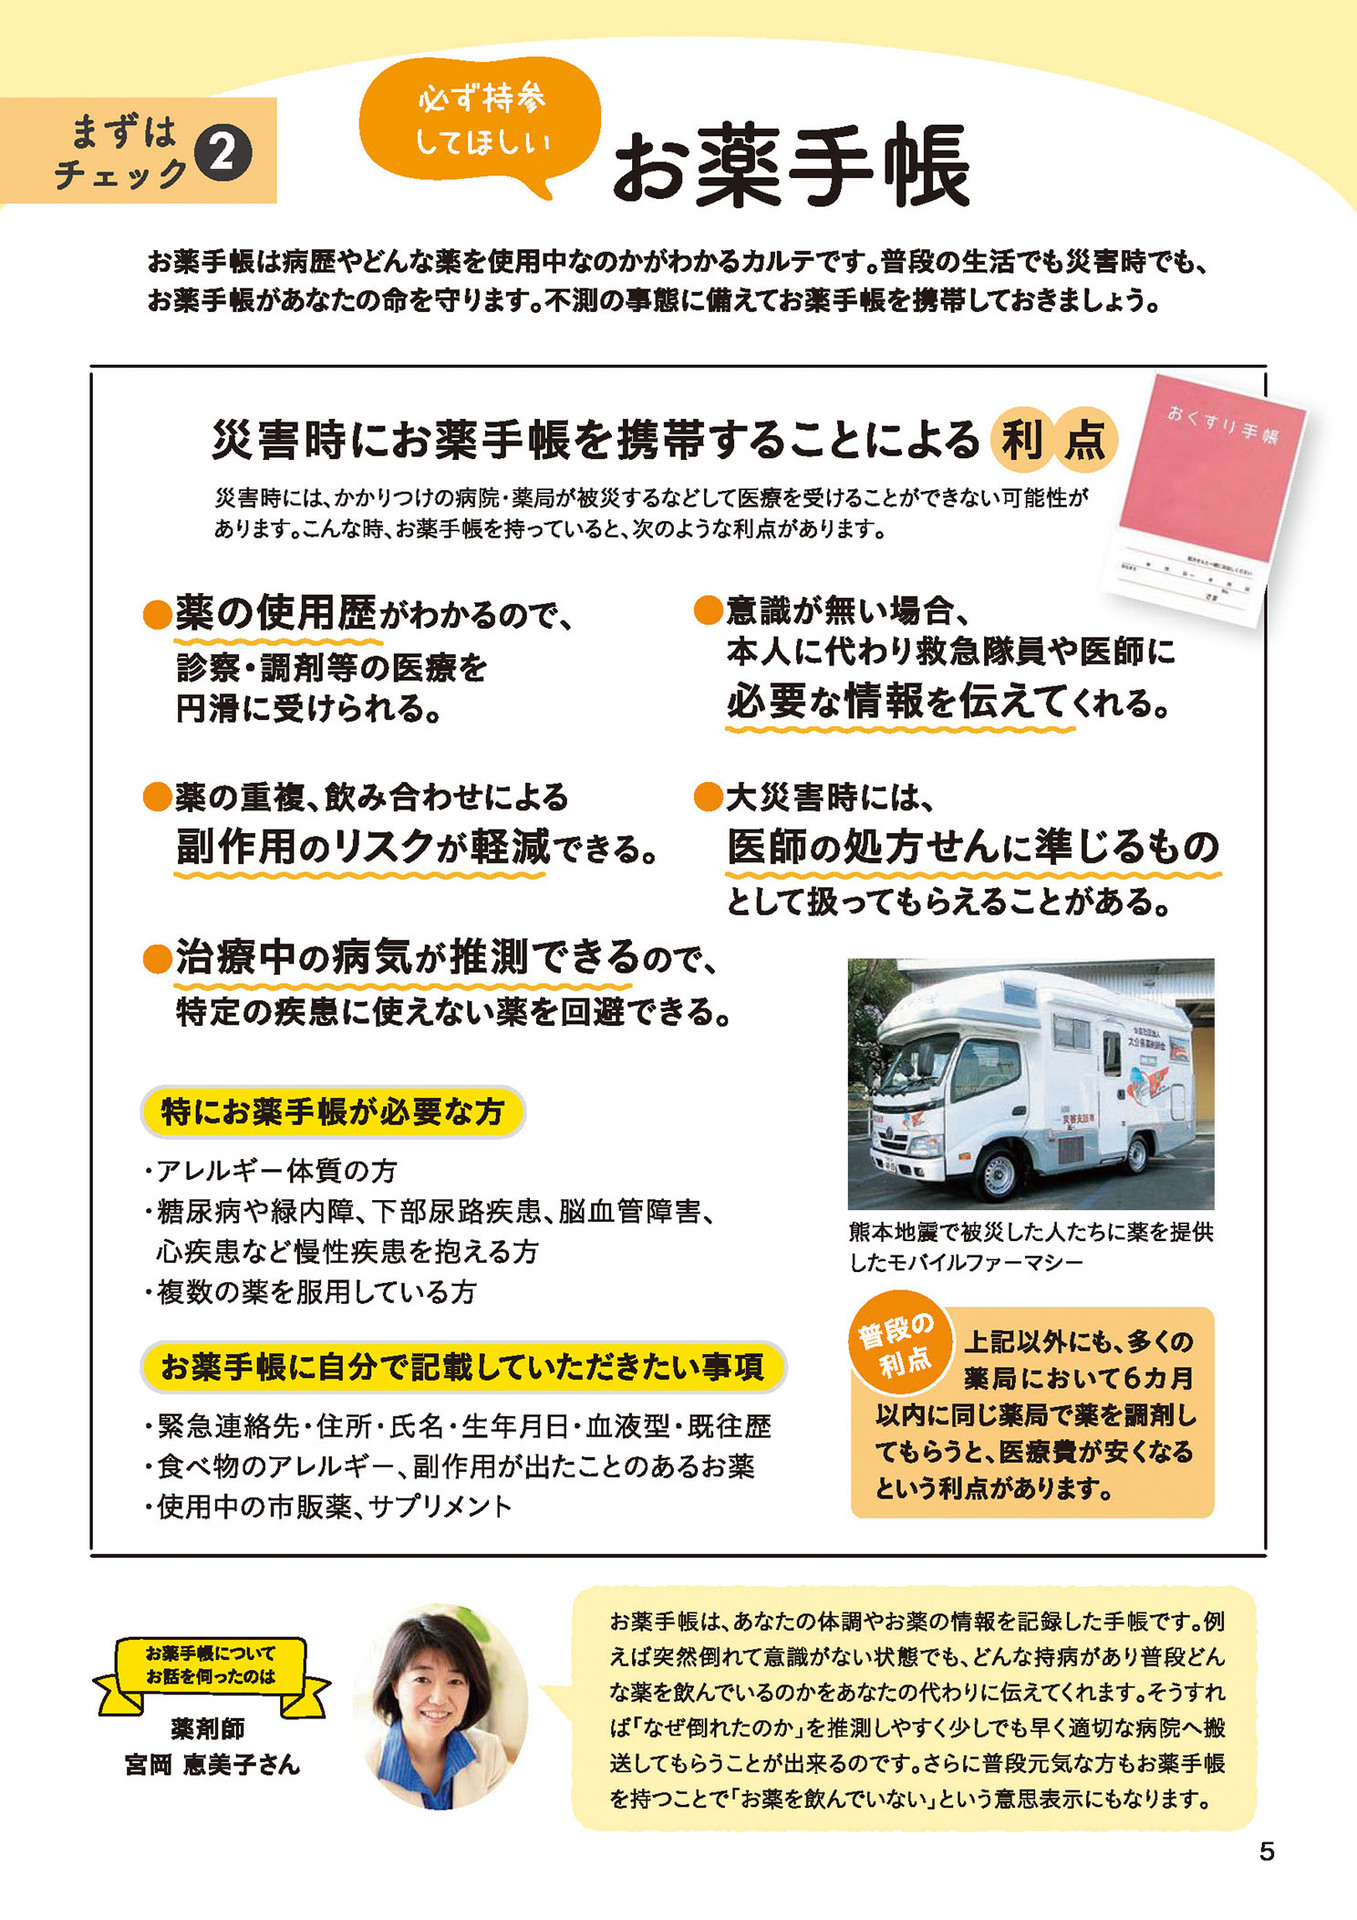 まずは
チェック
2
必ず持参
してほしい
お薬手帳
お薬手帳は病歴やどんな薬を使用中なのかがわかるカルテです。普段の生活でも災害時でも、
お薬手帳があなたの命を守ります。不測の事態に備えてお薬手帳を携帯しておきましょう。
災害時にお薬手帳を携帯することによる 利点
おくすり手帳
災害時には、かかりつけの病院・薬局が被災するなどして医療を受けることができない可能性が
あります。こんな時、お薬手帳を持っていると、次のような利点があります。
●薬の使用歴がわかるので、
診察・調剤等の医療を
円滑に受けられる。
●薬の重複、飲み合わせによる
副作用のリスクが軽減できる。
●治療中の病気が推測できるので、
特定の疾患に使えない薬を回避できる。
●意識が無い場合、
本人に代わり救急隊員や医師に
必要な情報を伝えてくれる。
●大災害時には、
医師の処方せんに準じるもの
として扱ってもらえることがある。
特にお薬手帳が必要な方
・アレルギー体質の方
・糖尿病や緑内障、下部尿路疾患、脳血管障害、
心疾患など慢性疾患を抱える方
・複数の薬を服用している方
お薬手帳に自分で記載していただきたい事項
・緊急連絡先・住所・氏名・生年月日・血液型・既往歴
・食べ物のアレルギー、副作用が出たことのあるお薬
・使用中の市販薬、サプリメント
災害支援車
熊本地震で被災した人たちに薬を提供
したモバイルファーマシー
普段の
利点
上記以外にも、多くの
薬局において6カ月
以内に同じ薬局で薬を調剤し
てもらうと、医療費が安くなる
という利点があります。
お薬手帳について
お話を伺ったのは
薬剤師
宮岡 恵美子さん
お薬手帳は、あなたの体調やお薬の情報を記録した手帳です。例
えば突然倒れて意識がない状態でも、どんな持病があり普段どん
な薬を飲んでいるのかをあなたの代わりに伝えてくれます。そうすれ
ば「なぜ倒れたのか」を推測しやすく少しでも早く適切な病院へ搬
送してもらうことが出来るのです。さらに普段元気な方もお薬手帳
を持つことで「お薬を飲んでいない」という意思表示にもなります。
5